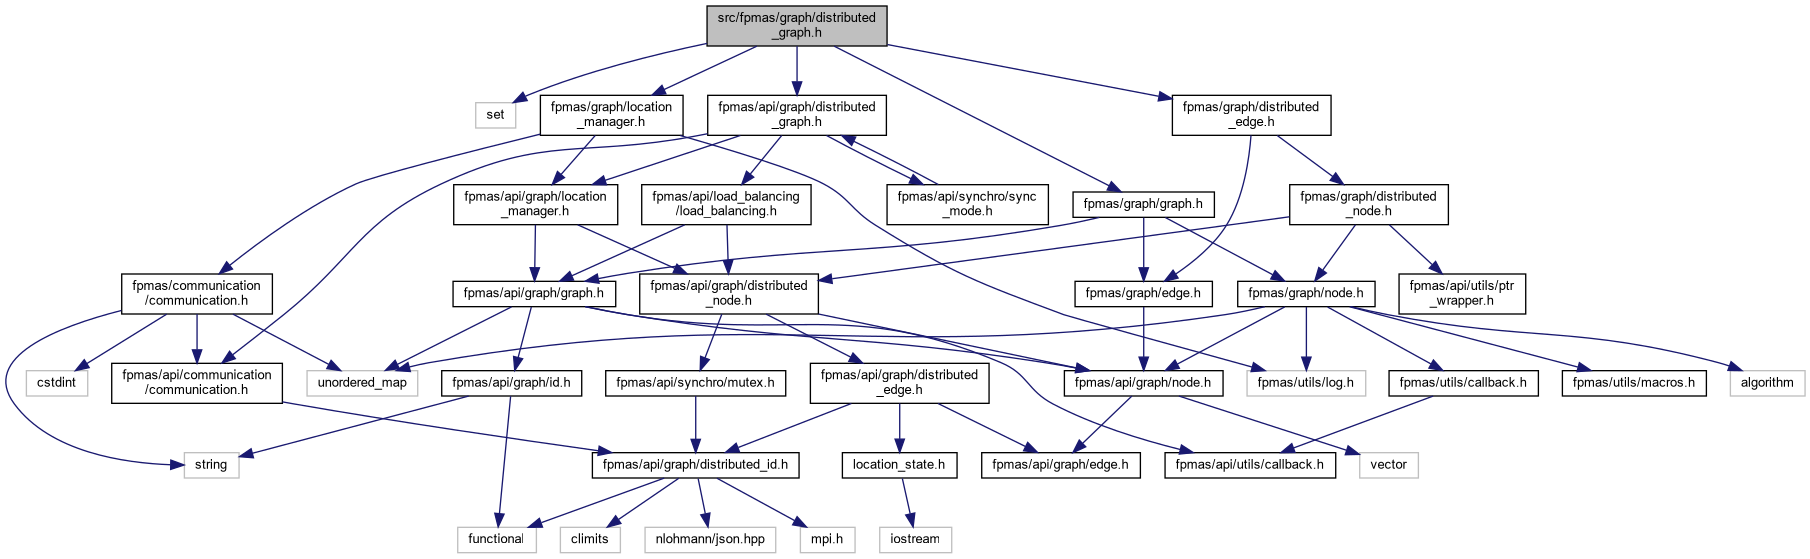 src/fpmas/graph/distributed
_graph.h
set
fpmas/graph/location
_manager.h
fpmas/api/graph/distributed
_graph.h
fpmas/graph/distributed
_edge.h
fpmas/api/graph/location
_manager.h
fpmas/api/load_balancing
/load_balancing.h
fpmas/api/synchro/sync
_mode.h
fpmas/graph/graph.h
fpmas/graph/distributed
_node.h
fpmas/communication
/communication.h
fpmas/api/graph/graph.h
fpmas/api/graph/distributed
_node.h
fpmas/graph/edge.h
fpmas/graph/node.h
fpmas/api/utils/ptr
_wrapper.h
cstdint
fpmas/api/communication
/communication.h
unordered_map
fpmas/api/graph/id.h
fpmas/api/synchro/mutex.h
fpmas/api/graph/distributed
_edge.h
fpmas/api/graph/node.h
fpmas/utils/log.h
fpmas/utils/callback.h
fpmas/utils/macros.h
algorithm
string
fpmas/api/graph/distributed_id.h
location_state.h
fpmas/api/graph/edge.h
fpmas/api/utils/callback.h
vector
functional
climits
nlohmann/json.hpp
mpi.h
iostream